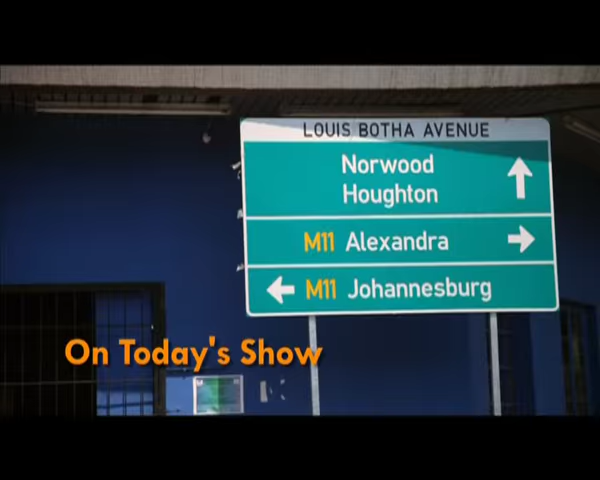 LOUIS BOTHA AVENUE
Norwood
Houghton
M11 Alexandra
M11 Johannesburg
On Today's Show